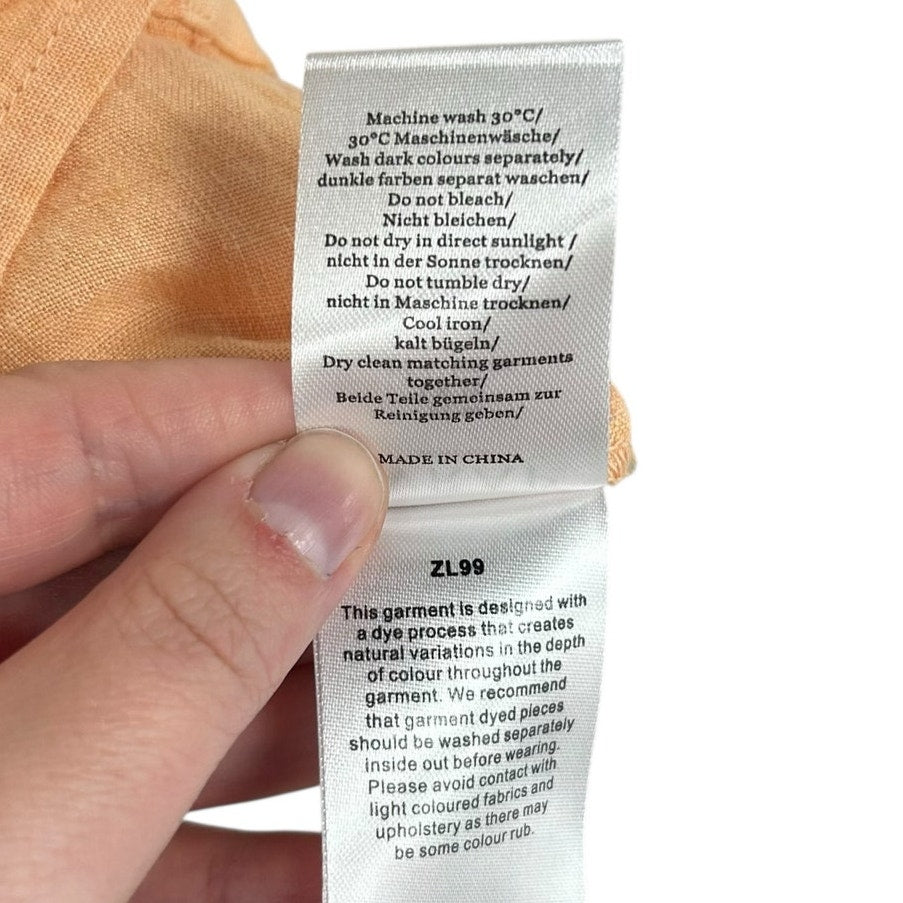 Machine wash 30°C/
30°C Maschinenwäsche/
Wash dark colours separately/
dunkle farben separat waschen/
Do not bleach/
Nicht bleichen/
Do not dry in direct sunlight /
nicht in der Sonne trocknen/
Do not tumble dry/
nicht in Maschine trocknen/
Cool iron/
kalt bügeln/
Dry clean matching garments
together/
Beide Teile gemeinsam zur
Reinigung geben/
MADE IN CHINA
ZL99
This garment is designed with
a dye process that creates
natural variations in the depth
of colour throughout the
garment. We recommend
that garment dyed pieces
should be washed separately
inside out before wearing.
Please avoid contact with
light coloured fabrics and
upholstery as there may
be some colour rub.